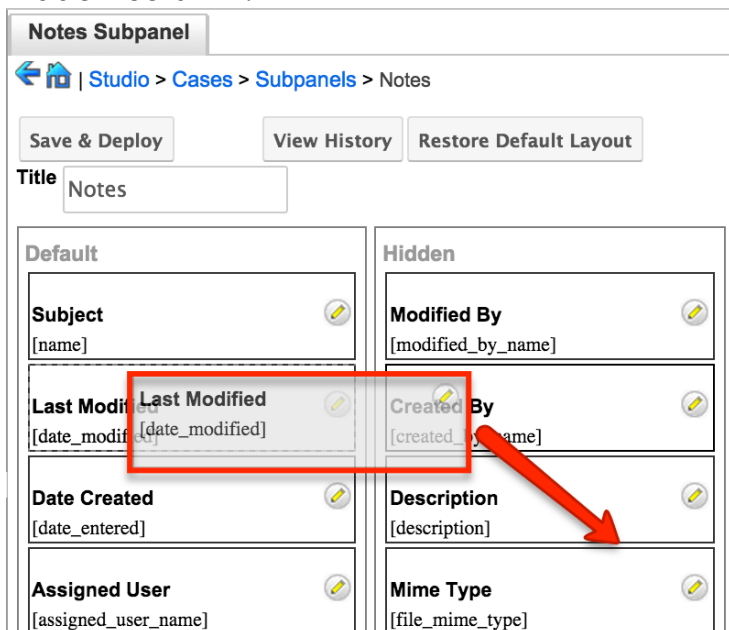 Notes Subpanel
| Studio > Cases > Subpanels > Notes
Save & Deploy View History Restore Default Layout
Title Notes
Default
Hidden
Subject
[name]
Modified By
[modified_by_name]
Last Modified
[date_modified]
Last Modified
[date_modified]
Created By
[created_by_name]
Date Created
[date_entered]
Description
[description]
Assigned User
[assigned_user_name]
Mime Type
[file_mime_type]